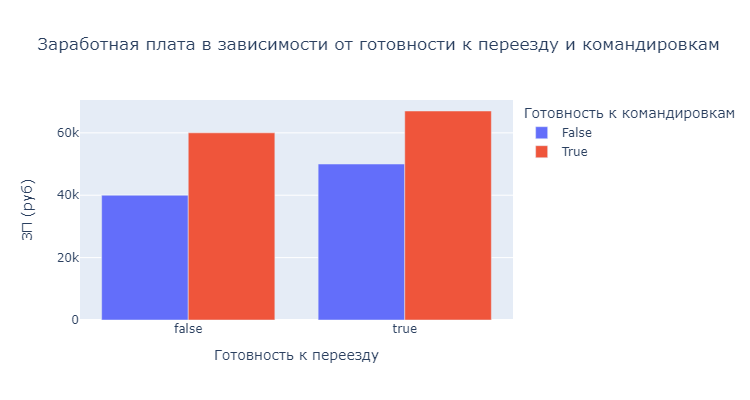 Заработная плата в зависимости от готовности к переезду и командировкам
Готовность к командировкам
False
True
ЗП (руб)
60k
40k
20k
0
false
true
Готовность к переезду